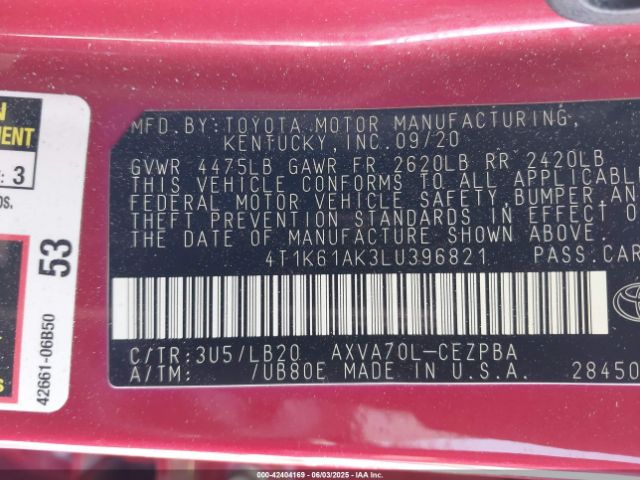 MFD. BY: TOYOTA MOTOR MANUFACTURING,
KENTUCKY, INC. 09/20
GVWR 4475LB GAWR FR 2620LB RR 2420LB
THIS VEHICLE CONFORMS TO ALL APPLICABLE
FEDERAL MOTOR VEHICLE SAFETY, BUMPER, AND
THEFT PREVENTION STANDARDS IN EFFECT O
THE DATE OF MANUFACTURE SHOWN ABOVE.
4T1K61AK3LU396821 PASS. CAR
C/TR: 3U5/LB20 AXVA70L-CEZPBA
A/TM: /UB80E MADE IN U.S.A. 28450
3
53
42661-06B50
000-42404169 | 06/03/2025 - IAA Inc.